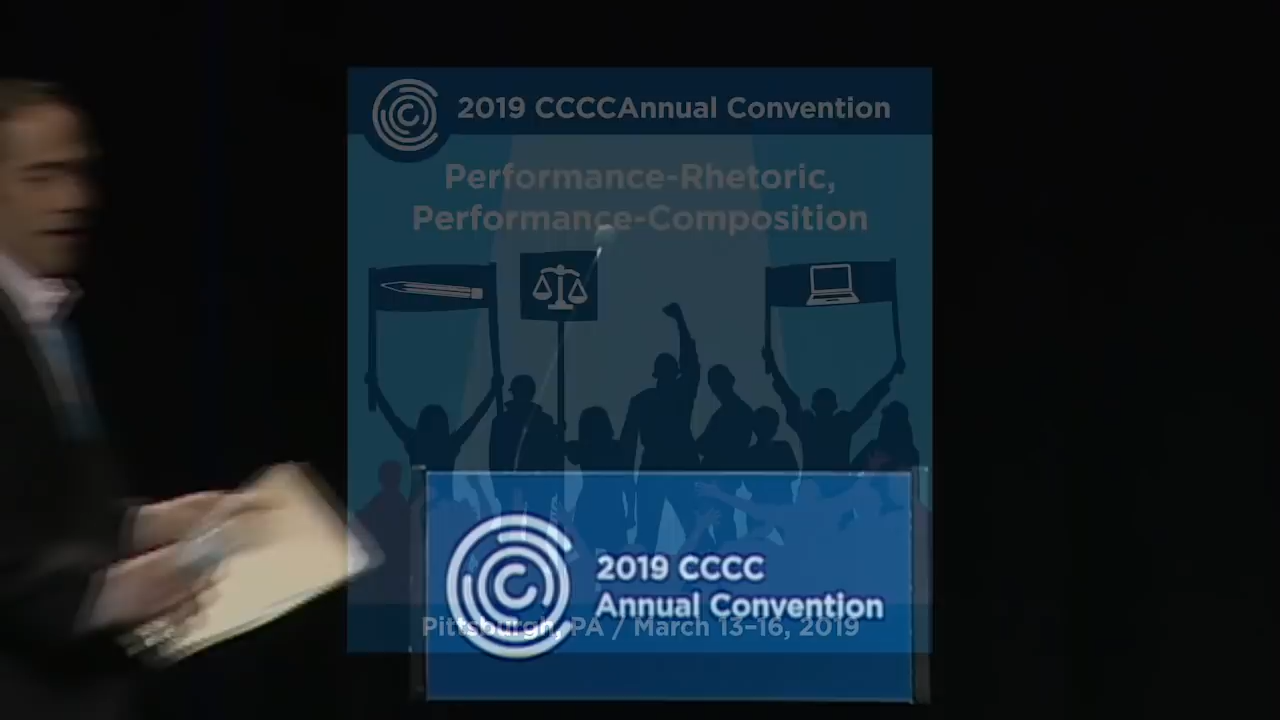 2019 CCCCAnnual Convention
Performance-Rhetoric,
Performance-Composition
2019 CCCC
Annual Convention
Pittsburgh, PA / March 13–16, 2019